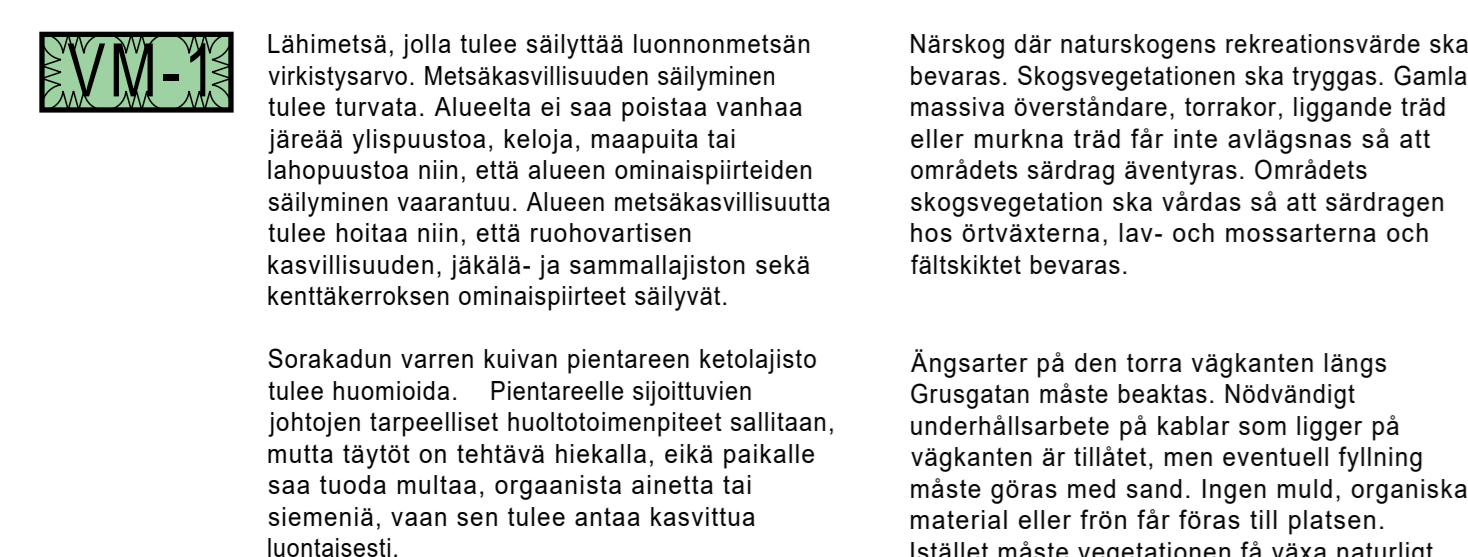 VM-1
Lähimetsä, jolla tulee säilyttää luonnonmetsän
virkistysarvo. Metsäkasvillisuuden säilyminen
tulee turvata. Alueelta ei saa poistaa vanhaa
järeää ylispuustoa, keloja, maapuita tai
lahopuustoa niin, että alueen ominaispiirteiden
säilyminen vaarantuu. Alueen metsäkasvillisuutta
tulee hoitaa niin, että ruohovartisen
kasvillisuuden, jäkälä- ja sammallajiston sekä
kenttäkerroksen ominaispiirteet säilyvät.
Sorakadun varren kuivan pientareen ketolajisto
tulee huomioida. Pientareelle sijoittuvien
johtojen tarpeelliset huoltotoimenpiteet sallitaan,
mutta täytöt on tehtävä hiekalla, eikä paikalle
saa tuoda multaa, orgaanista ainetta tai
siemeniä, vaan sen tulee antaa kasvittua
luontaisesti.
Närskog där naturskogens rekreationsvärde ska
bevaras. Skogsvegetationen ska tryggas. Gamla
massiva överståndare, torrakor, liggande träd
eller murkna träd får inte avlägsnas så att
områdets särdrag äventyras. Områdets
skogsvegetation ska vårdas så att särdragen
hos örtväxterna, lav- och mossarterna och
fältskiktet bevaras.
Ängsarter på den torra vägkanten längs
Grusgatan måste beaktas. Nödvändigt
underhållsarbete på kablar som ligger på
vägkanten är tillåtet, men eventuell fyllning
måste göras med sand. Ingen muld, organiska
material eller frön får föras till platsen.
Istället måste vegetationen få växa naturligt